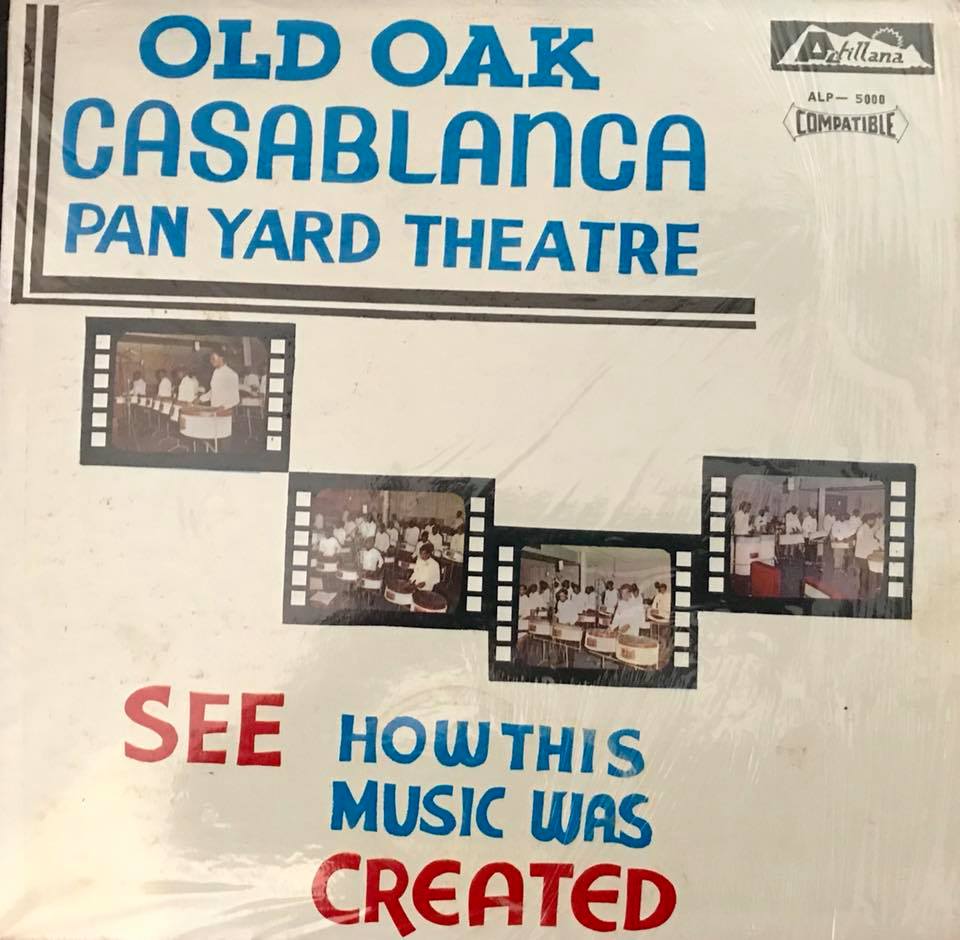 OLD OAK
CASABLANCA
PAN YARD THEATRE
Antillana
ALP— 5000
COMPATIBLE
SEE HOW THIS
MUSIC WAS
CREATED